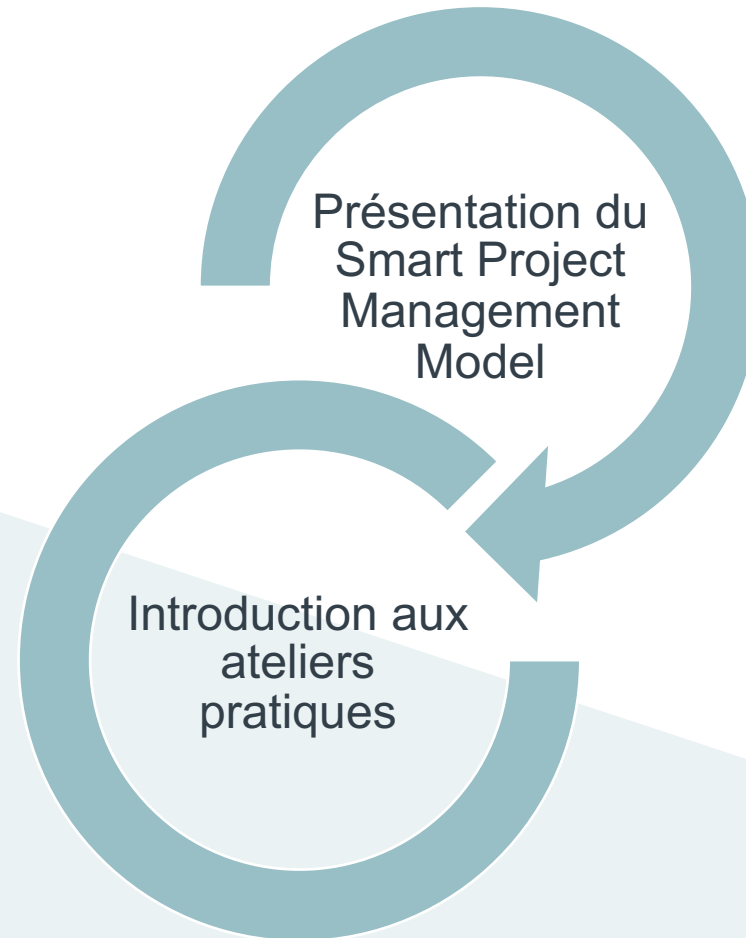 Présentation du
Smart Project
Management
Model
Introduction aux
ateliers
pratiques